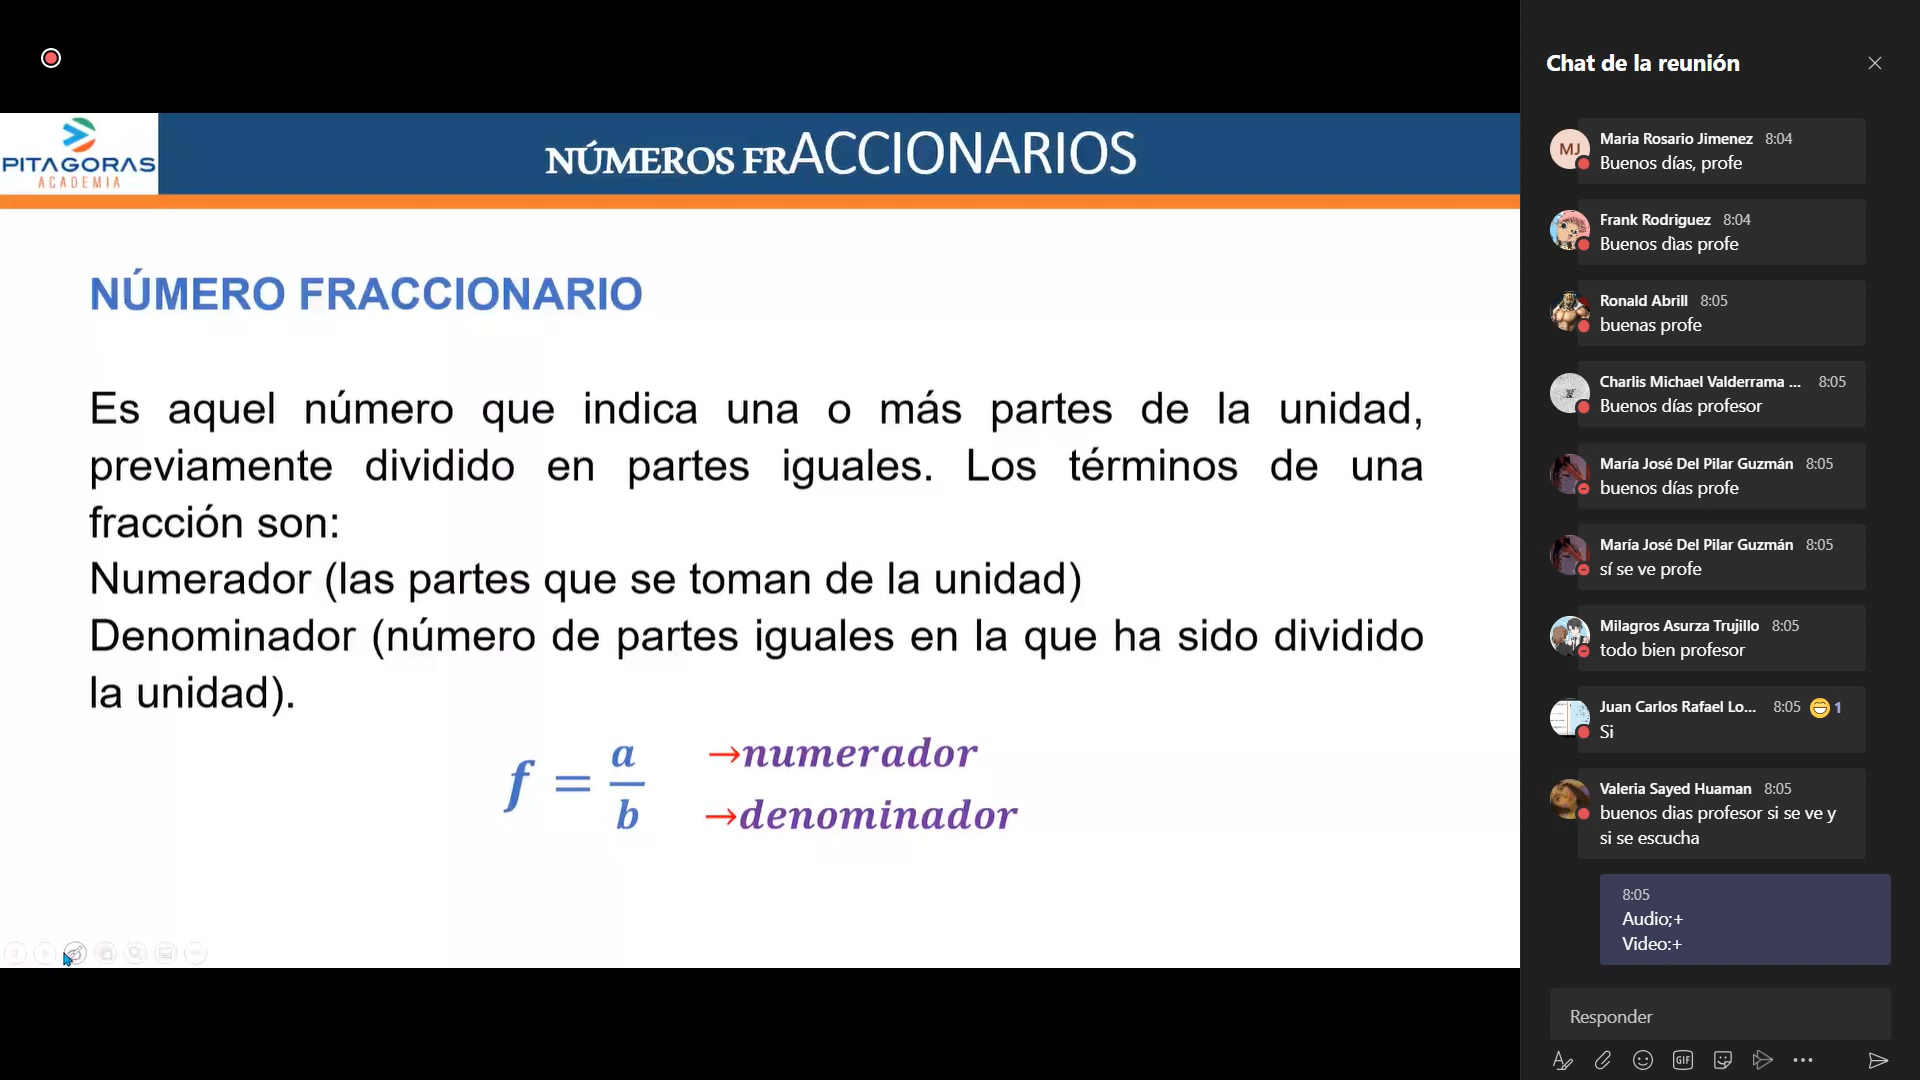 PITAGORAS
ACADEMIA
NÚMEROS FRACCIONARIOS
NÚMERO FRACCIONARIO
Es aquel número que indica una o más partes de la unidad,
previamente dividido en partes iguales. Los términos de una
fracción son:
Numerador (las partes que se toman de la unidad)
Denominador (número de partes iguales en la que ha sido dividido
la unidad).
f = a/b
→numerador
→denominador
Chat de la reunión
MJ
Maria Rosario Jimenez 8:04
Buenos días, profe
Frank Rodriguez 8:04
Buenos dìas profe
Ronald Abrill 8:05
buenas profe
Charlis Michael Valderrama ... 8:05
Buenos días profesor
María José Del Pilar Guzmán 8:05
buenos días profe
María José Del Pilar Guzmán 8:05
sí se ve profe
Milagros Asurza Trujillo 8:05
todo bien profesor
Juan Carlos Rafael Lo... 8:05 😄 1
Si
Valeria Sayed Huaman 8:05
buenos dias profesor si se ve y
si se escucha
8:05
Audio;+
Video:+
Responder
GIF